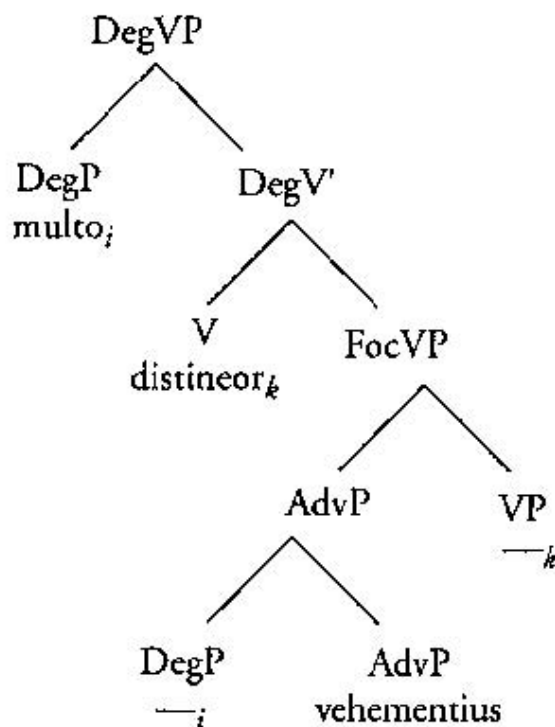 DegVP
DegP DegV'
multo_i
V FocVP
distineor_k
AdvP VP
—_k
DegP AdvP
—_i vehementius